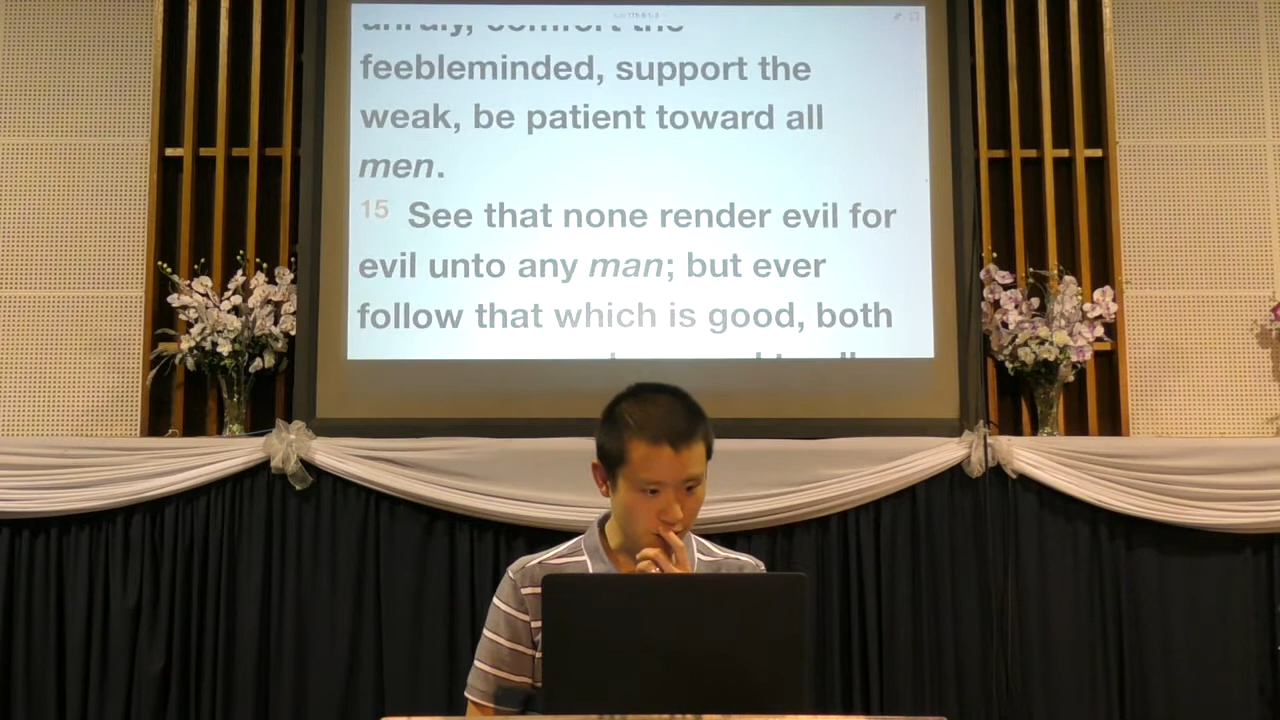 feebleminded, support the
weak, be patient toward all
men.
15 See that none render evil for
evil unto any man; but ever
follow that which is good, both